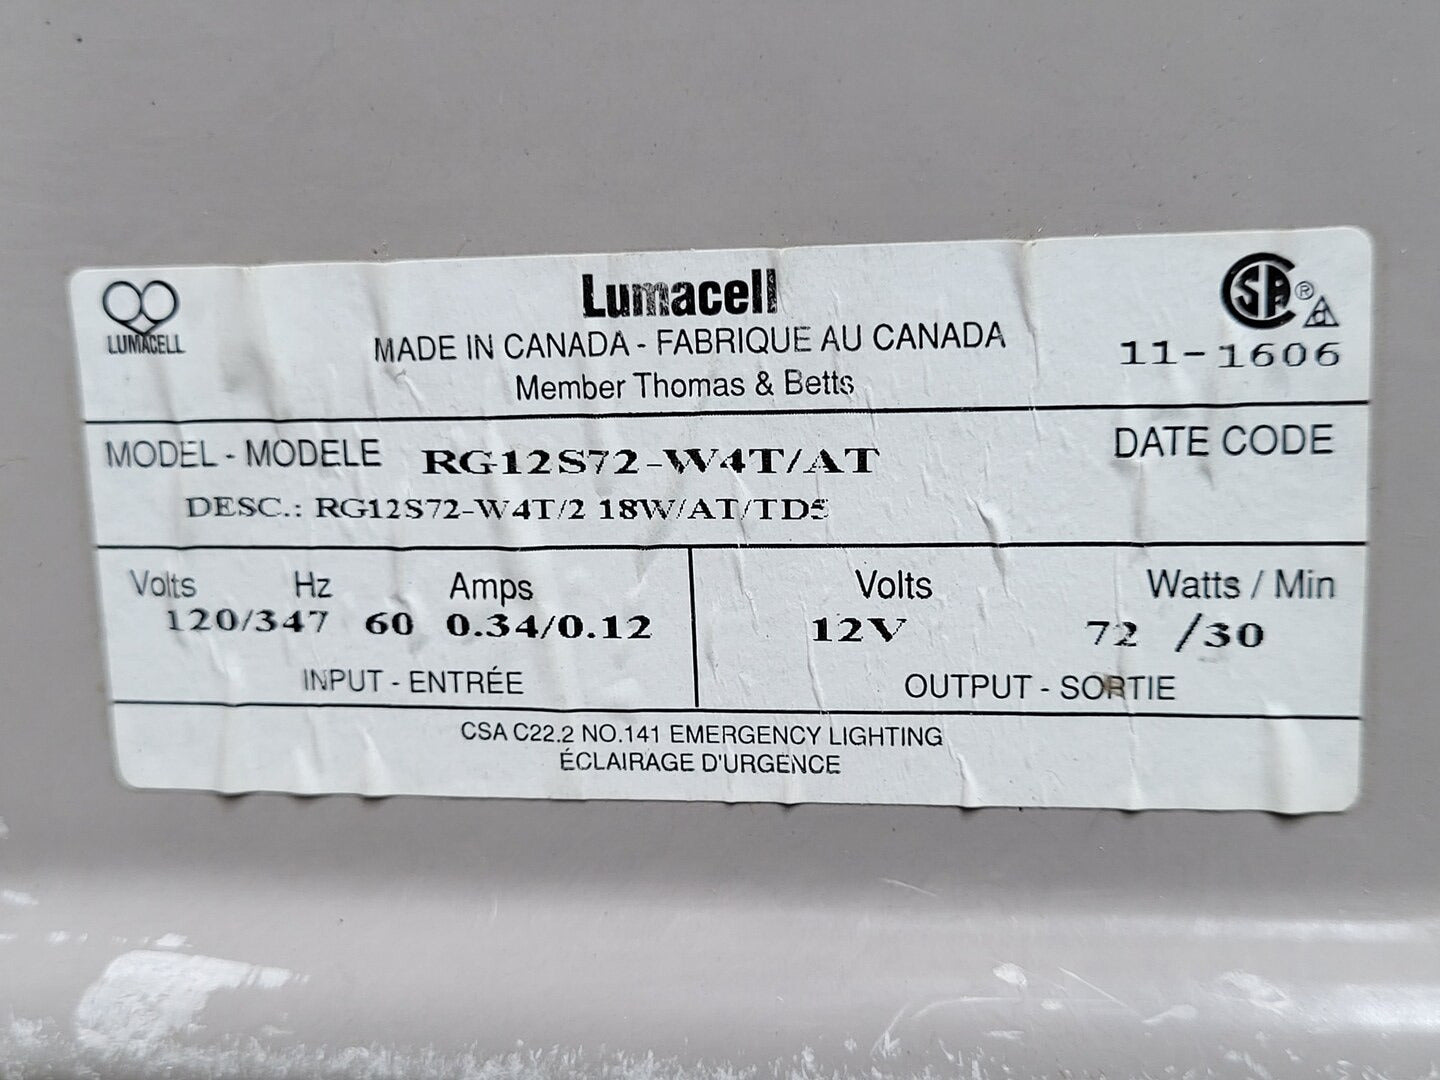 LUMACELL
Lumacell
MADE IN CANADA - FABRIQUE AU CANADA
Member Thomas & Betts
CSA ®
11-1606
DATE CODE
MODEL - MODELE RG12S72-W4T/AT
DESC.: RG12S72-W4T/2 18W/AT/TD5
Volts Hz Amps
120/347 60 0.34/0.12
INPUT - ENTRÉE
Volts Watts / Min
12V 72 /30
OUTPUT - SORTIE
CSA C22.2 NO.141 EMERGENCY LIGHTING
ÉCLAIRAGE D'URGENCE